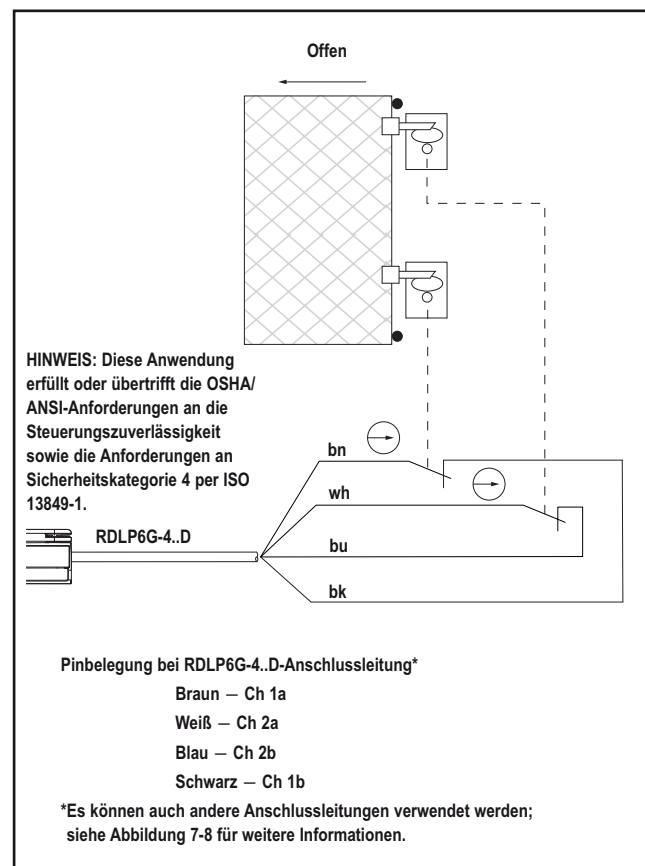 Offen
HINWEIS: Diese Anwendung
erfüllt oder übertrifft die OSHA/
ANSI-Anforderungen an die
Steuerungszuverlässigkeit
sowie die Anforderungen an
Sicherheitskategorie 4 per ISO
13849-1.
bn
wh
RDLP6G-4..D
bu
bk
Pinbelegung bei RDLP6G-4..D-Anschlussleitung*
Braun — Ch 1a
Weiß — Ch 2a
Blau — Ch 2b
Schwarz — Ch 1b
*Es können auch andere Anschlussleitungen verwendet werden;
siehe Abbildung 7-8 für weitere Informationen.